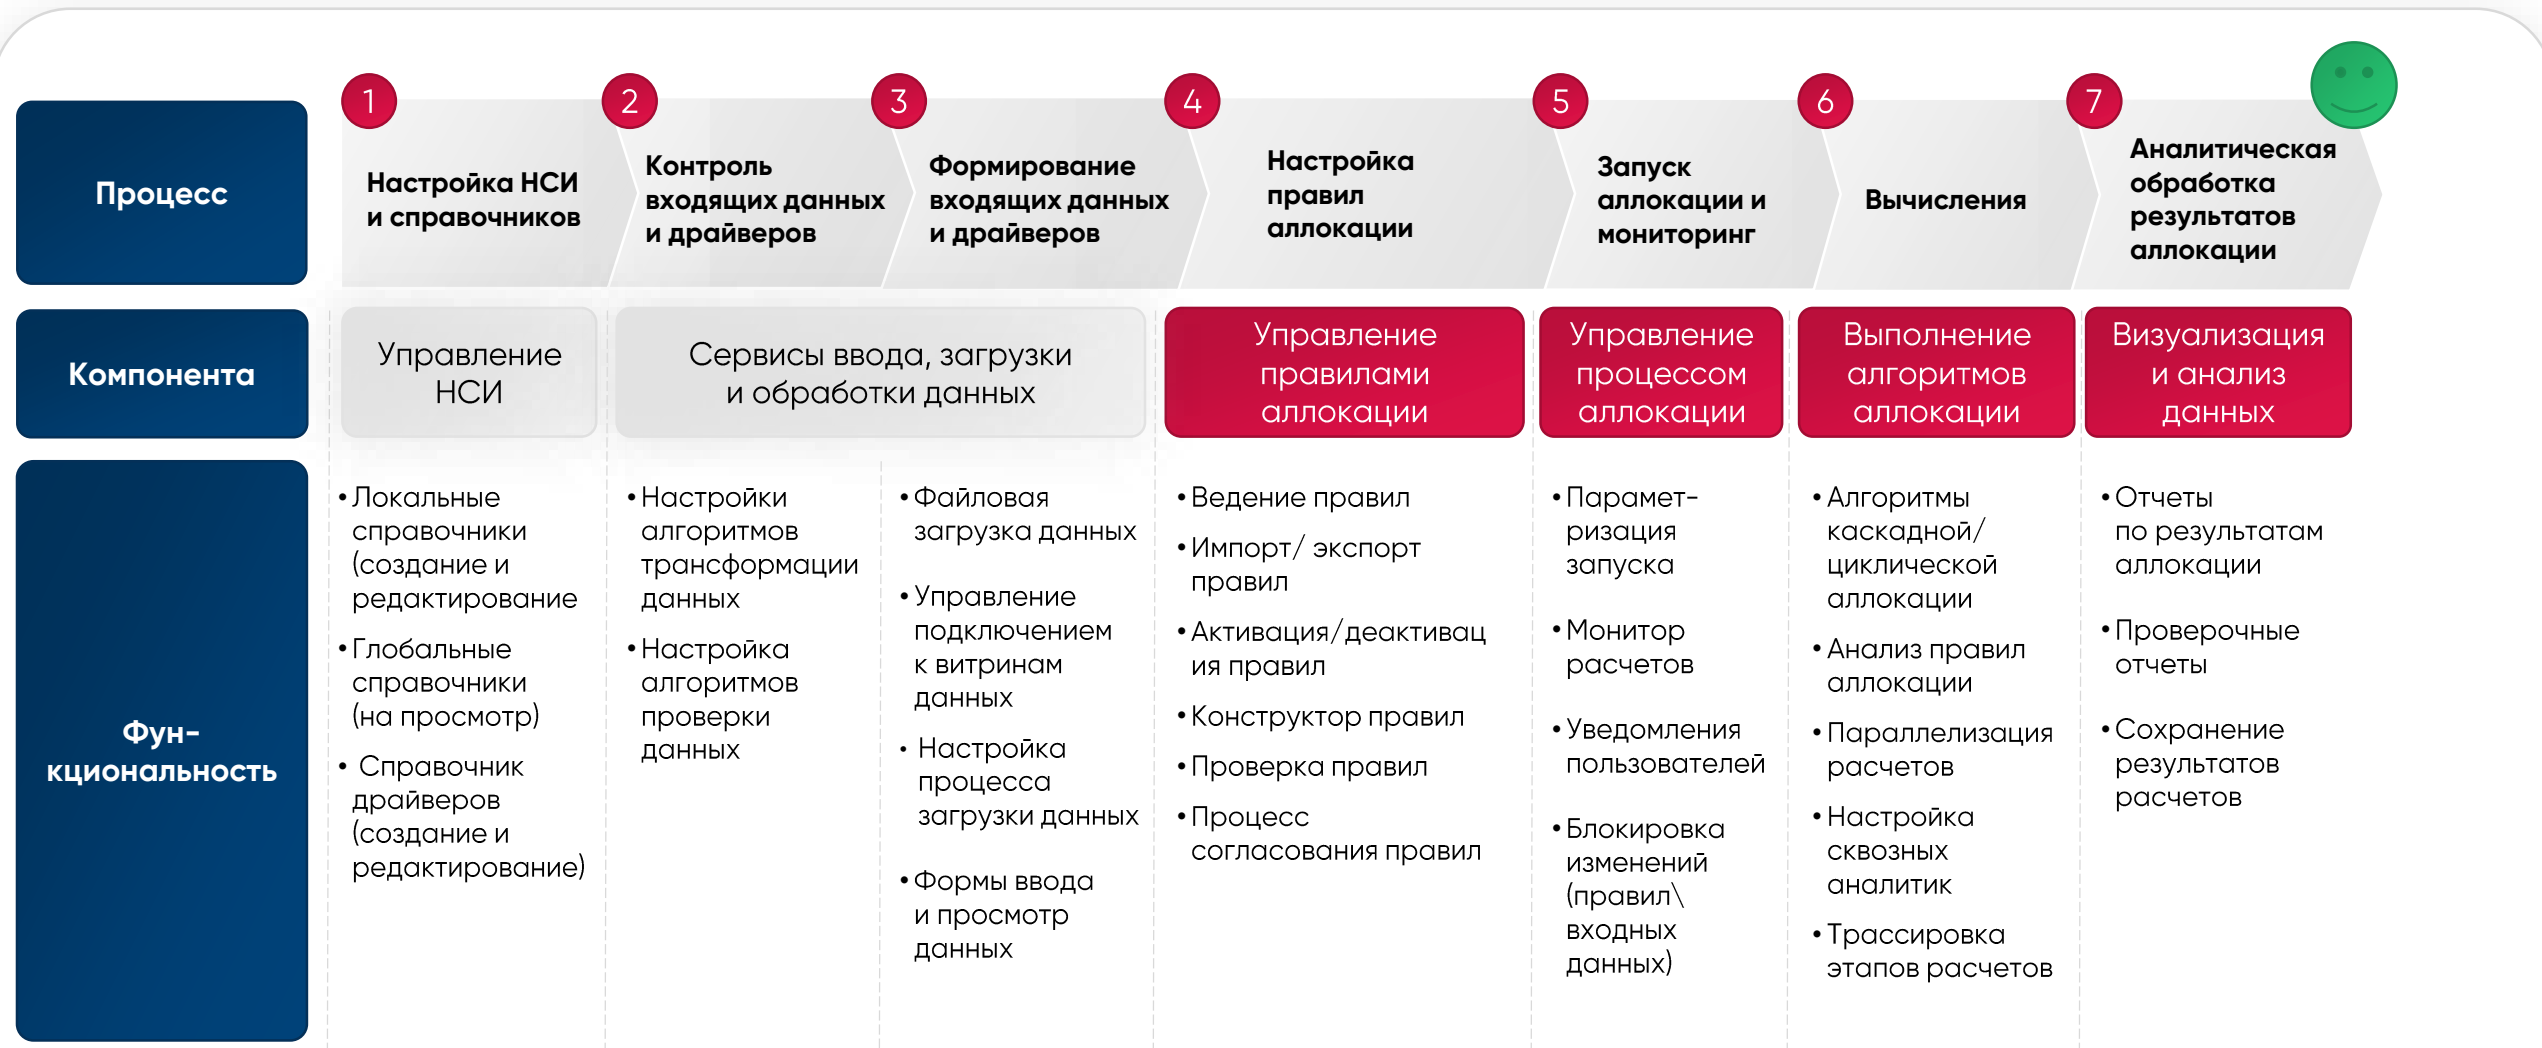 Процесс
1
Настройка НСИ
и справочников
2
Контроль
входящих данных
и драйверов
3
Формирование
входящих данных
и драйверов
4
Настройка
правил
аллокации
5
Запуск
аллокации и
мониторинг
6
Вычисления
7
Аналитическая
обработка
результатов
аллокации
Компонента
Управление
НСИ
Сервисы ввода, загрузки
и обработки данных
Управление
правилами
аллокации
Управление
процессом
аллокации
Выполнение
алгоритмов
аллокации
Визуализация
и анализ
данных
Фун-
кциональность
• Локальные
справочники
(создание и
редактирование
• Глобальные
справочники
(на просмотр)
• Справочник
драйверов
(создание и
редактирование)
• Настройки
алгоритмов
трансформации
данных
• Настройка
алгоритмов
проверки
данных
• Файловая
загрузка данных
• Управление
подключением
к витринам
данных
• Настройка
процесса
загрузки данных
• Формы ввода
и просмотр
данных
• Ведение правил
• Импорт/ экспорт
правил
• Активация/деактивац
ия правил
• Конструктор правил
• Проверка правил
• Процесс
согласования правил
• Парамет-
ризация
запуска
• Монитор
расчетов
• Уведомления
пользователей
• Блокировка
изменений
(правил\
входных
данных)
• Алгоритмы
каскадной/
циклической
аллокации
• Анализ правил
аллокации
• Параллелизация
расчетов
• Настройка
сквозных
аналитик
• Трассировка
этапов расчетов
• Отчеты
по результатам
аллокации
• Проверочные
отчеты
• Сохранение
результатов
расчетов